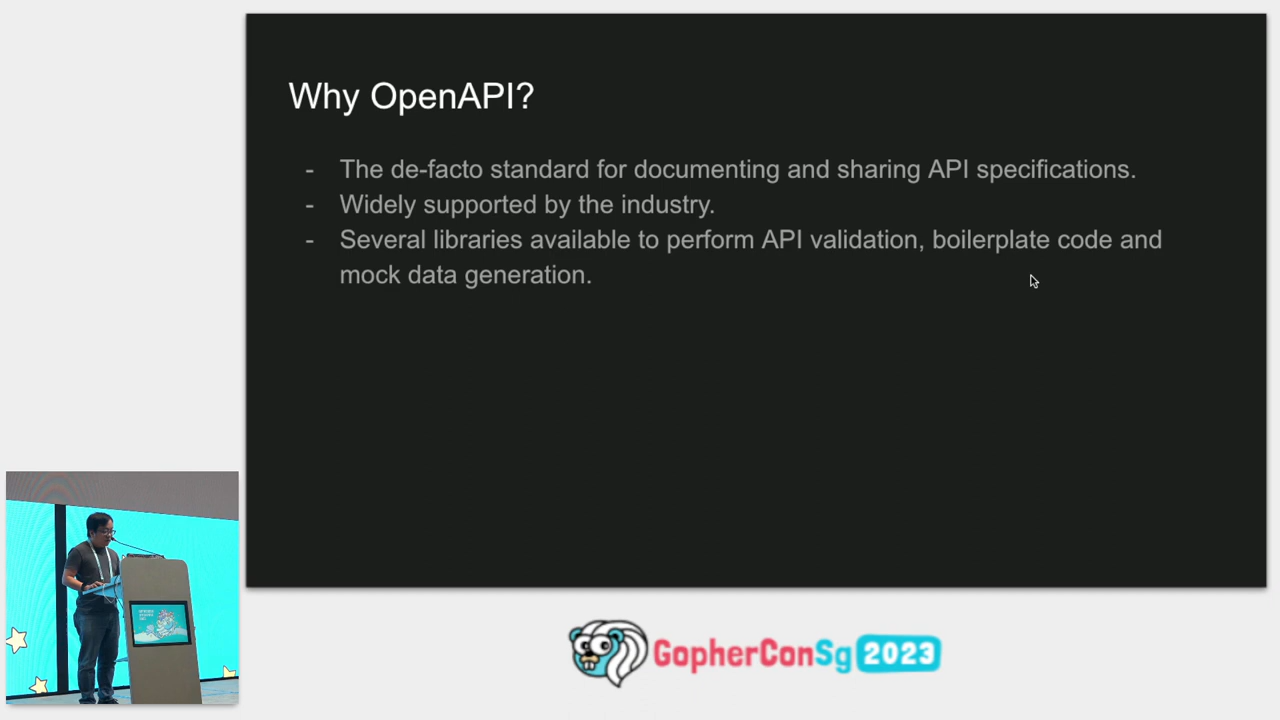 Why OpenAPI?
- The de-facto standard for documenting and sharing API specifications.
- Widely supported by the industry.
- Several libraries available to perform API validation, boilerplate code and
mock data generation.
GopherConSg 2023